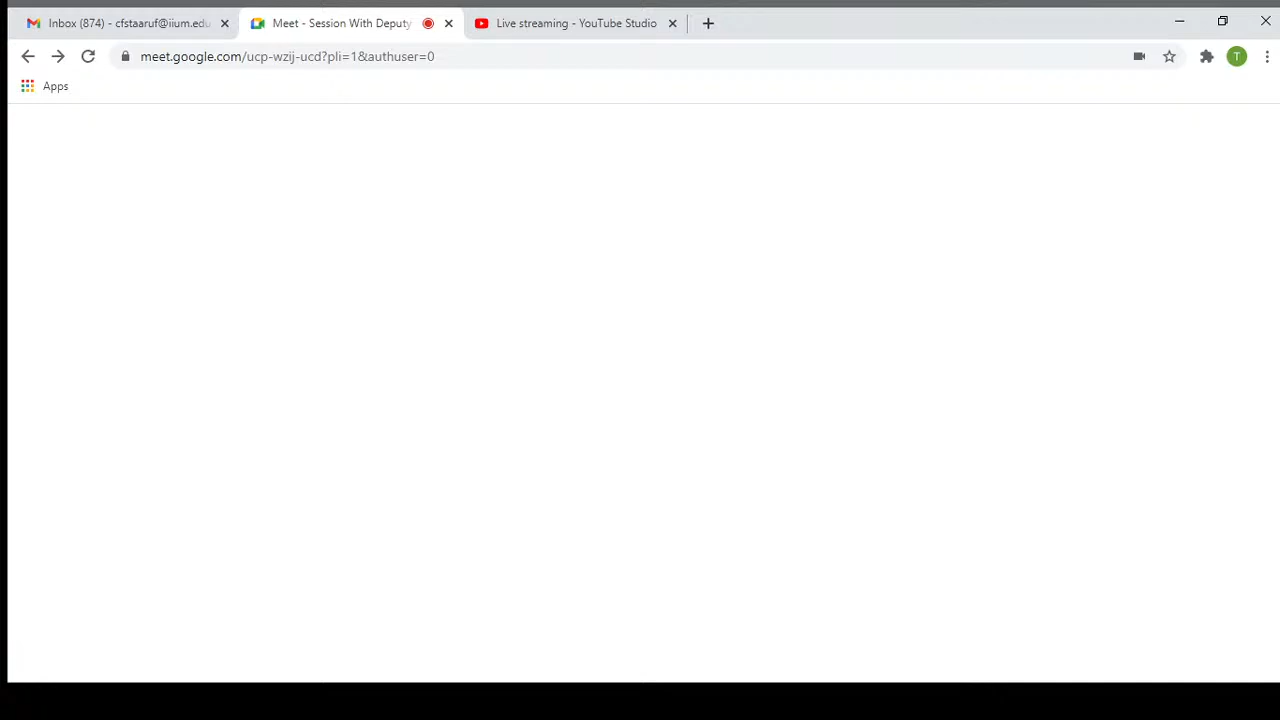 Inbox (874) - cfstaaruf@iium.edu
Meet - Session With Deputy
Live streaming - YouTube Studio
meet.google.com/ucp-wzij-ucd?pli=1&authuser=0
T
Apps